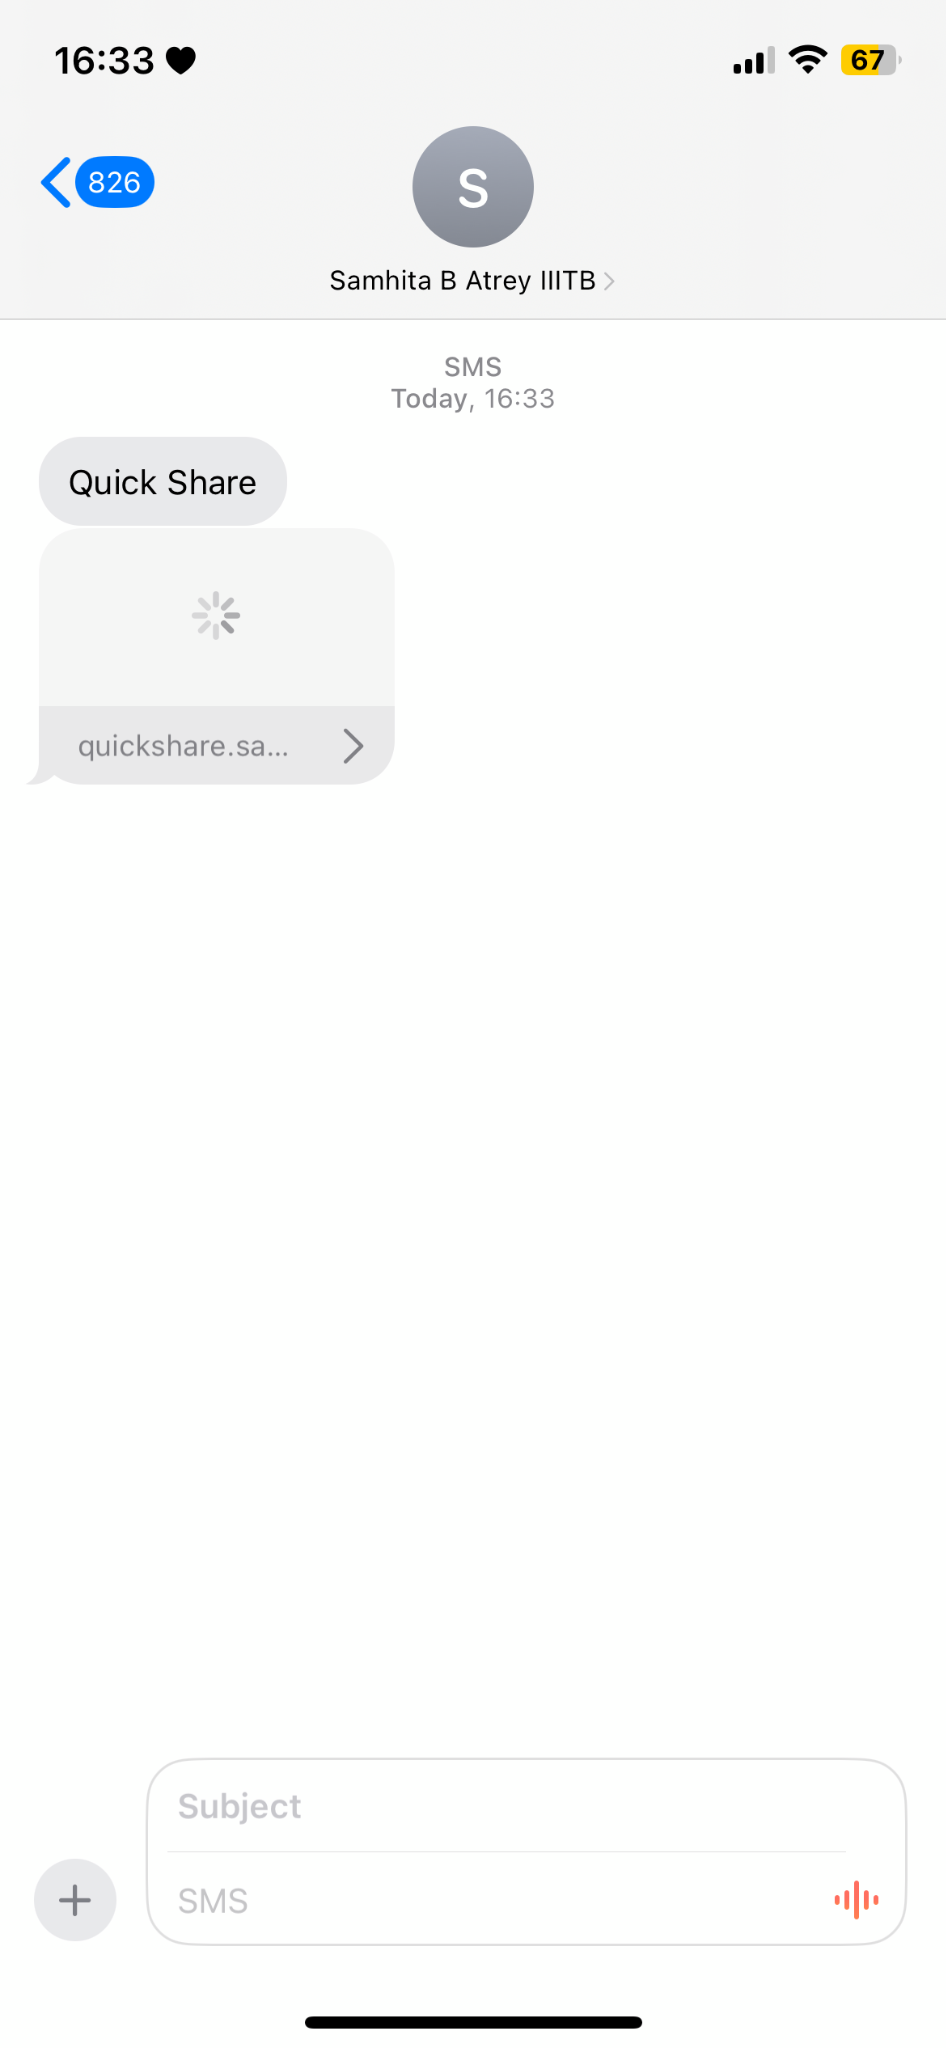 16:33
67
826
S
Samhita B Atrey IIITB
SMS
Today, 16:33
Quick Share
quickshare.sa...
Subject
SMS